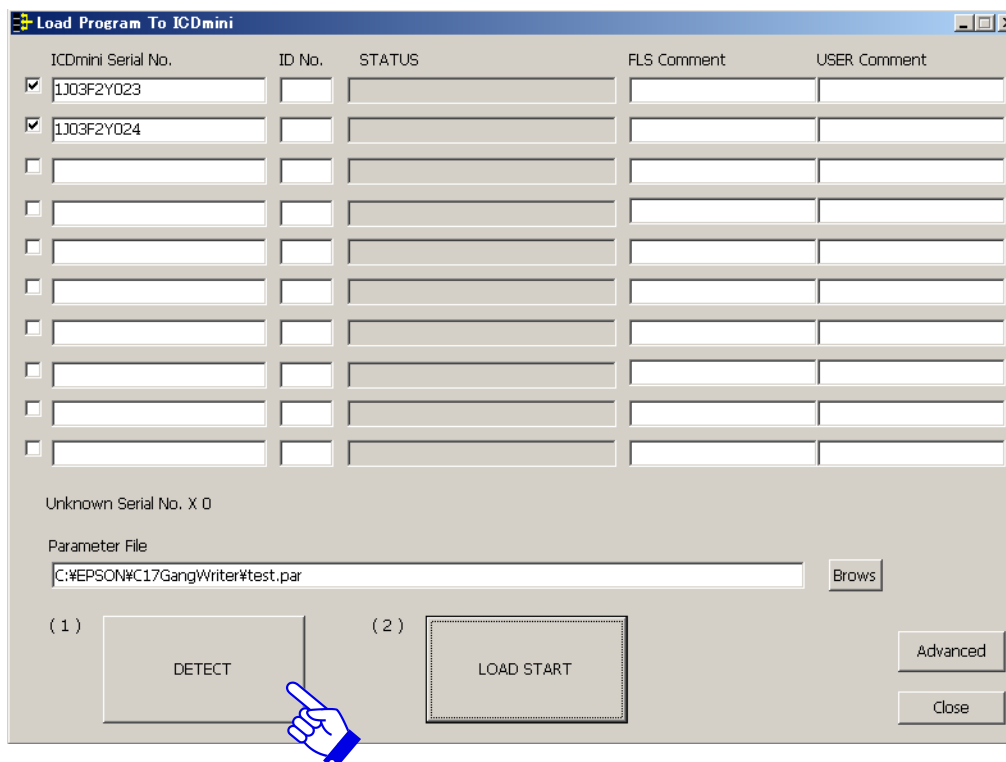 Load Program To ICDmini
ICDmini Serial No. ID No. STATUS FLS Comment USER Comment
1J03F2Y023
1J03F2Y024
Unknown Serial No. X 0
Parameter File
C:¥EPSON¥C17GangWriter¥test.par Brows
(1) (2)
DETECT LOAD START Advanced
Close